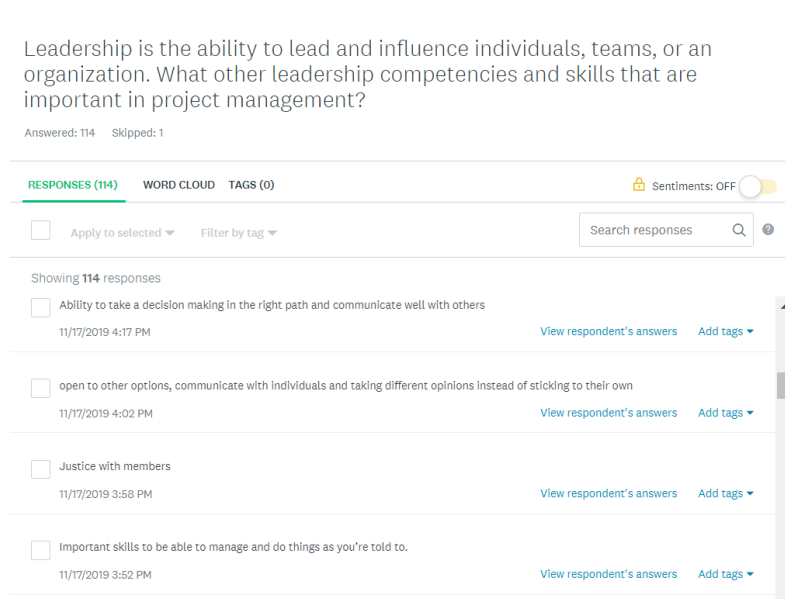 Leadership is the ability to lead and influence individuals, teams, or an
organization. What other leadership competencies and skills that are
important in project management?
Answered: 114 Skipped: 1
RESPONSES (114) WORD CLOUD TAGS (0) Sentiments: OFF
Apply to selected Filter by tag Search responses ?
Showing 114 responses
Ability to take a decision making in the right path and communicate well with others
11/17/2019 4:17 PM View respondent's answers Add tags
open to other options, communicate with individuals and taking different opinions instead of sticking to their own
11/17/2019 4:02 PM View respondent's answers Add tags
Justice with members
11/17/2019 3:58 PM View respondent's answers Add tags
Important skills to be able to manage and do things as you're told to.
11/17/2019 3:52 PM View respondent's answers Add tags